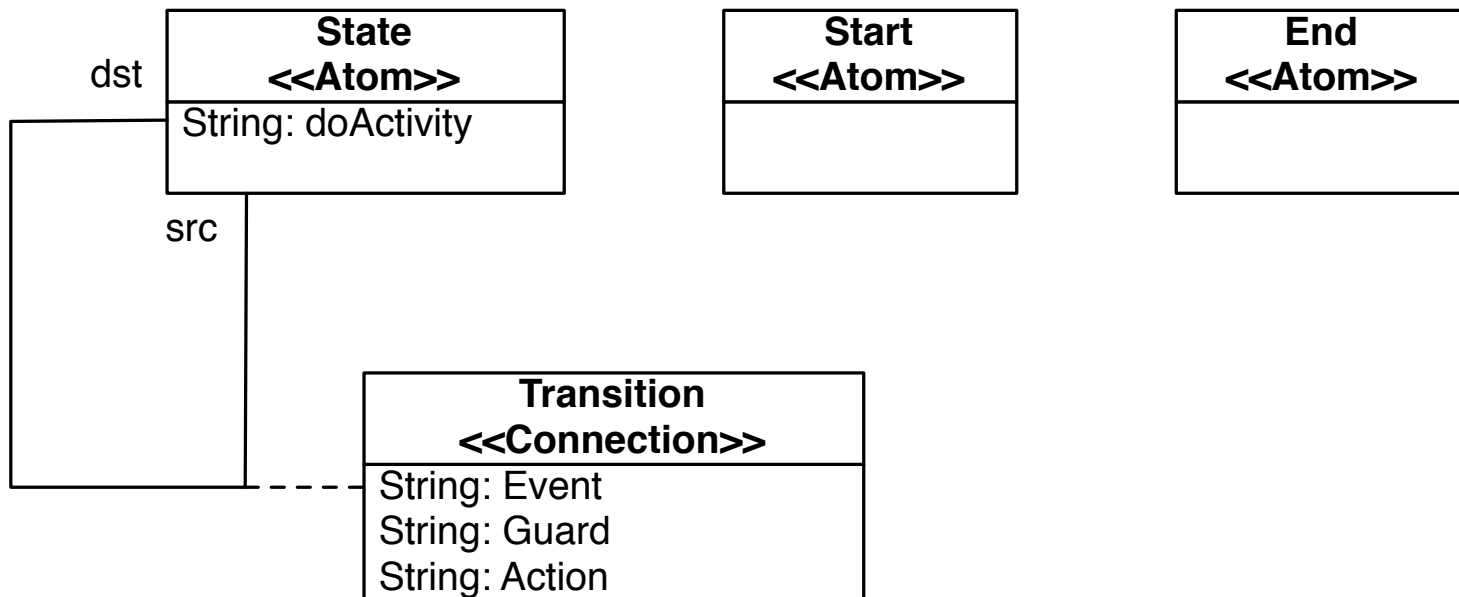 State
<<Atom>>
dst
String: doActivity
src
Start
<<Atom>>
End
<<Atom>>
Transition
<<Connection>>
String: Event
String: Guard
String: Action